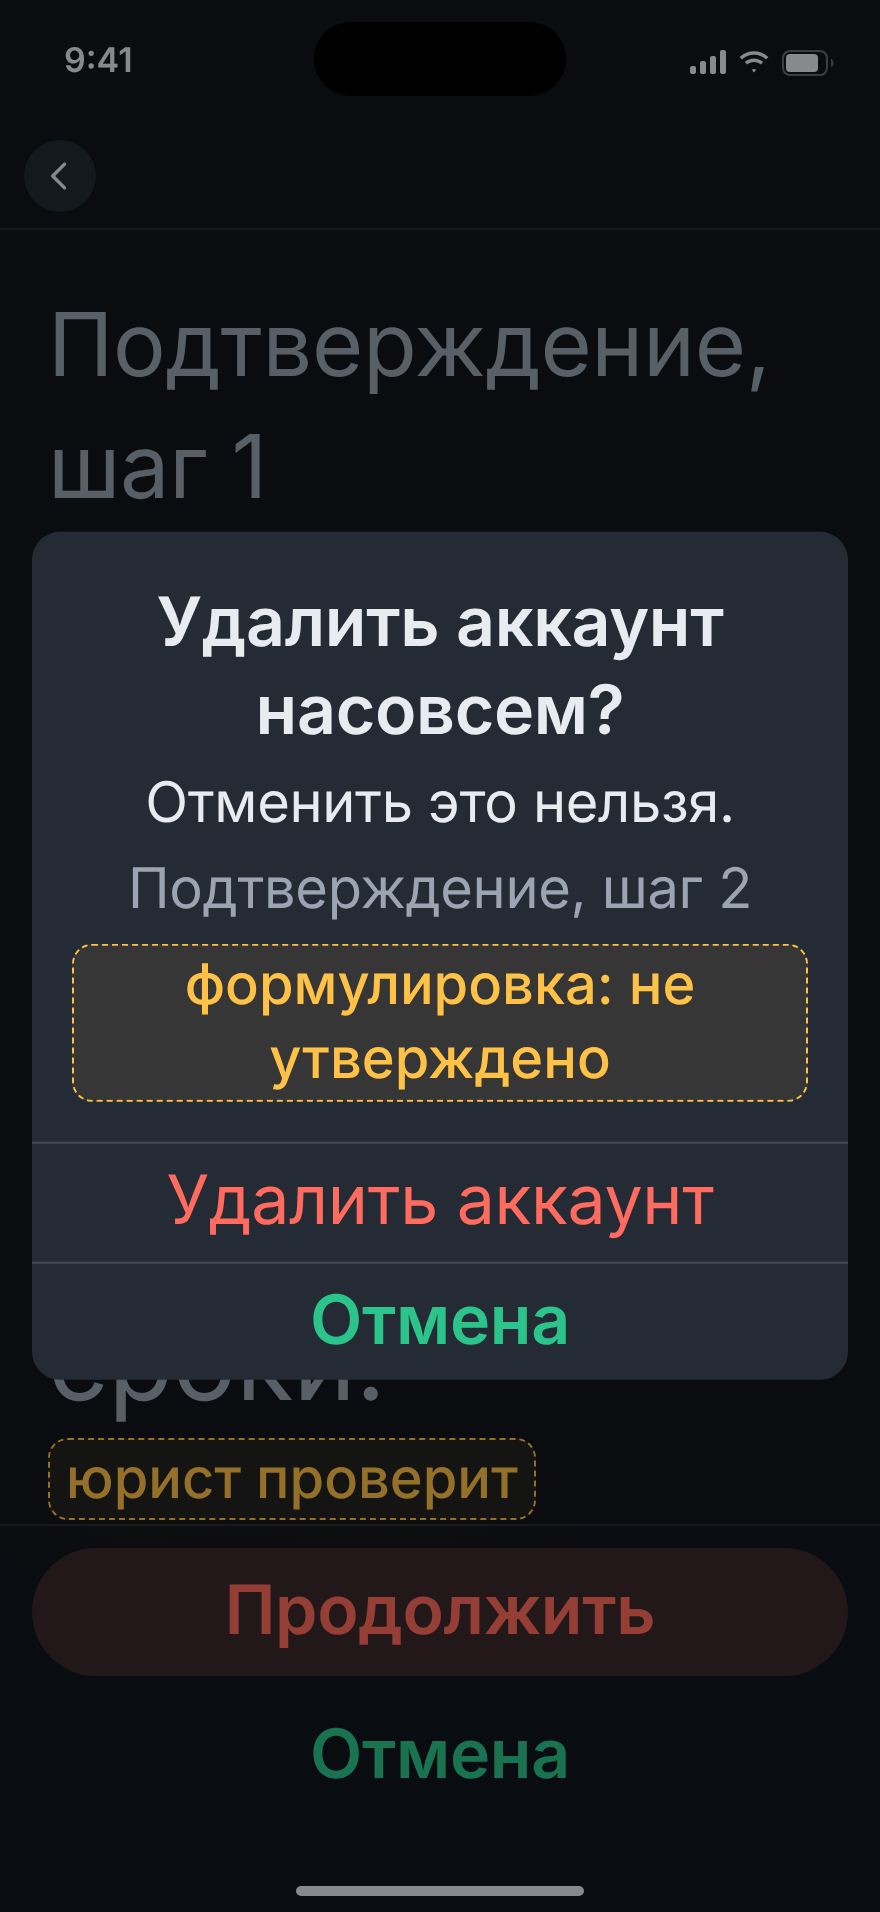 9:41
Подтверждение,
шаг 1
Удалить аккаунт
насовсем?
Отменить это нельзя.
Подтверждение, шаг 2
формулировка: не
утверждено
Удалить аккаунт
Отмена
сроки.
юрист проверит
Продолжить
Отмена